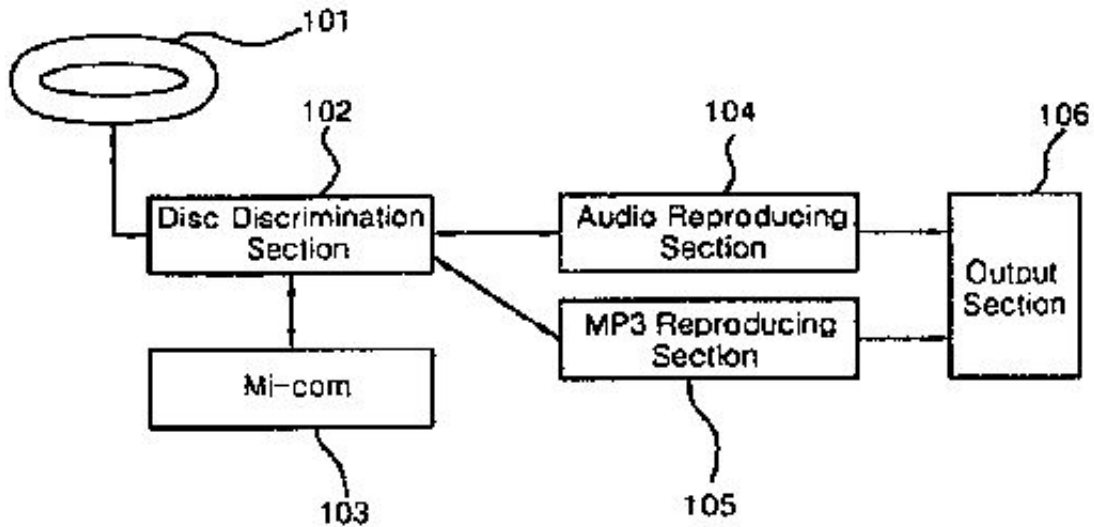 101
102
104
106
Disc Discrimination
Section
Audio Reproducing
Section
Output
Section
MP3 Reproducing
Section
Mi-com
103
105